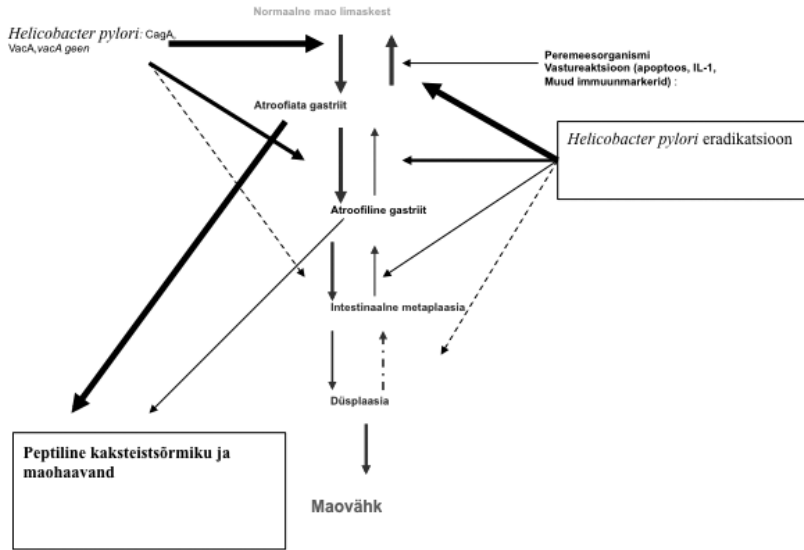 Normaalne mao limaskest
Helicobacter pylori: CagA,
VacA,vacA geen
Peremeesorganismi
Vastureaktsioon (apoptoos, IL-1,
Muud immuunmarkerid) :
Atroofiata gastriit
Helicobacter pylori eradikatsioon
Atroofiline gastriit
Intestinaalne metaplaasia
Düsplaasia
Peptiline kaksteistsõrmiku ja
maohaavand
Maovähk